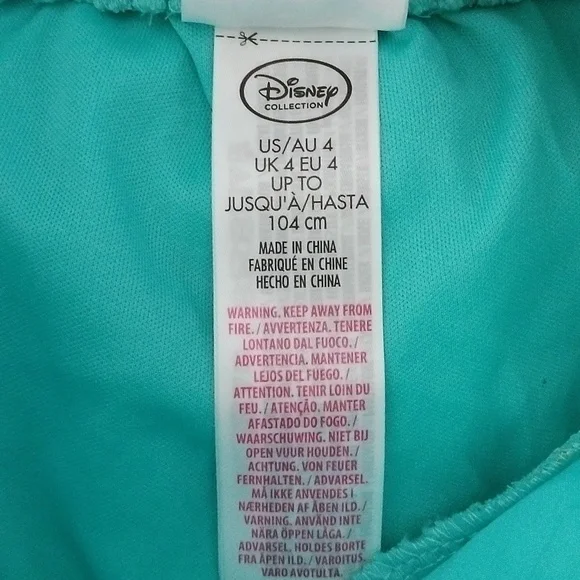 Disney
COLLECTION
US/AU 4
UK 4 EU 4
UP TO
JUSQU'À/HASTA
104 cm
MADE IN CHINA
FABRIQUÉ EN CHINE
HECHO EN CHINA
WARNING. KEEP AWAY FROM
FIRE. / AVVERTENZA. TENERE
LONTANO DAL FUOCO. /
ADVERTENCIA. MANTENER
LEJOS DEL FUEGO. /
ATTENTION. TENIR LOIN DU
FEU. / ATENÇÃO. MANTER
AFASTADO DO FOGO. /
WAARSCHUWING. NIET BIJ
OPEN VUUR HOUDEN. /
ACHTUNG. VON FEUER
FERNHALTEN. / ADVARSEL.
MÅ IKKE ANVENDES I
NÆRHEDEN AF ÅBEN ILD. /
VARNING. ANVÄND INTE
NÄRA ÖPPEN LÅGA. /
ADVARSEL. HOLDES BORTE
FRA ÅPEN ILD. / VAROITUS.
VARO AVOTULTA.